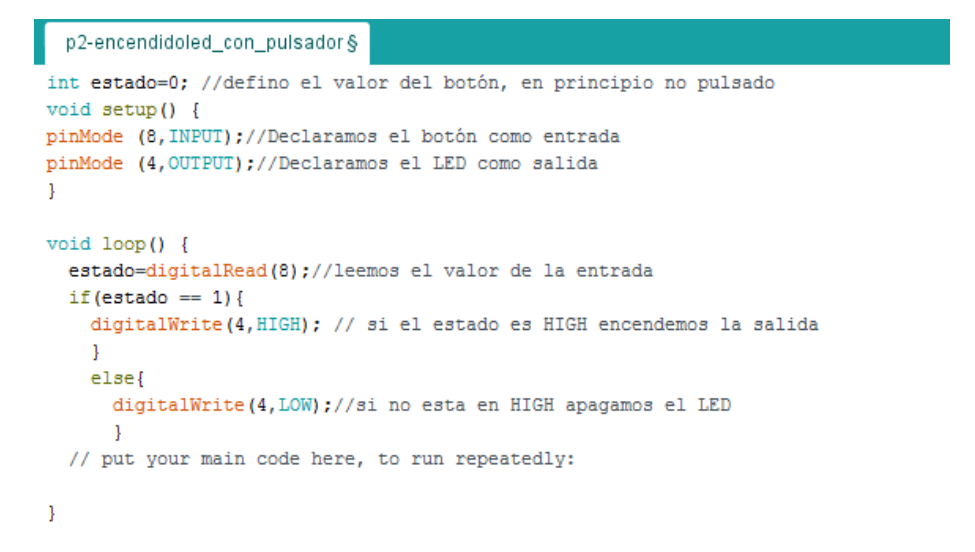 p2-encendidoled_con_pulsador§
int estado=0; //defino el valor del botón, en principio no pulsado
void setup() {
pinMode (8,INPUT);//Declaramos el botón como entrada
pinMode (4,OUTPUT);//Declaramos el LED como salida
}
void loop() {
estado=digitalRead(8);//leemos el valor de la entrada
if(estado == 1){
digitalWrite(4,HIGH); // si el estado es HIGH encendemos la salida
}
else{
digitalWrite(4,LOW);//si no esta en HIGH apagamos el LED
}
// put your main code here, to run repeatedly:
}